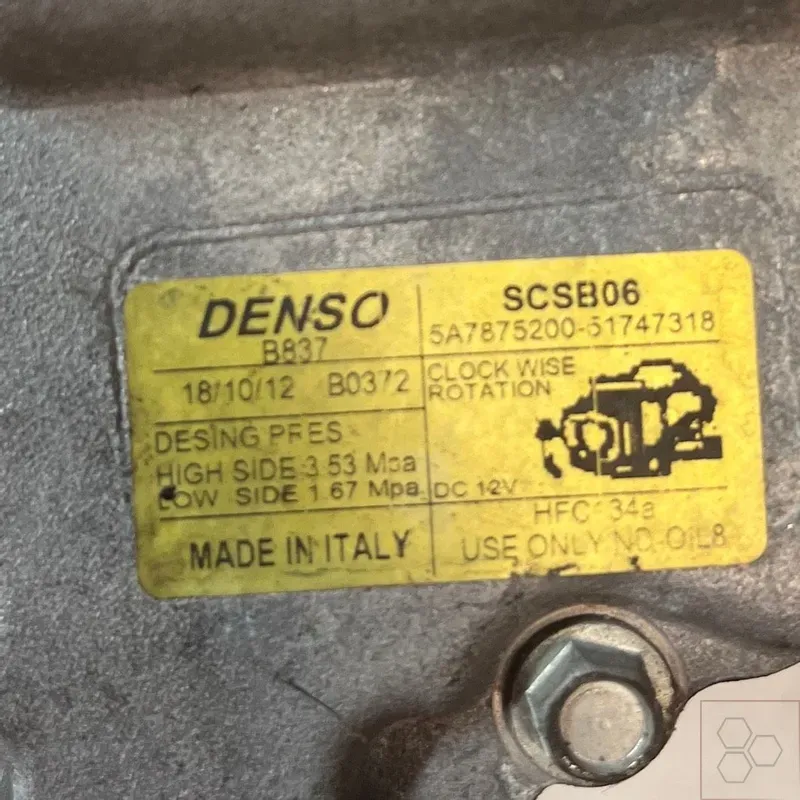 DENSO
B837
18/10/12 B0372
DESING PRES
HIGH SIDE 3.53 Mpa
LOW SIDE 1.67 Mpa
MADE IN ITALY
SCSB06
5A7875200-51747318
CLOCK WISE
ROTATION
DC 12V
HFC 134a
USE ONLY ND-OIL8